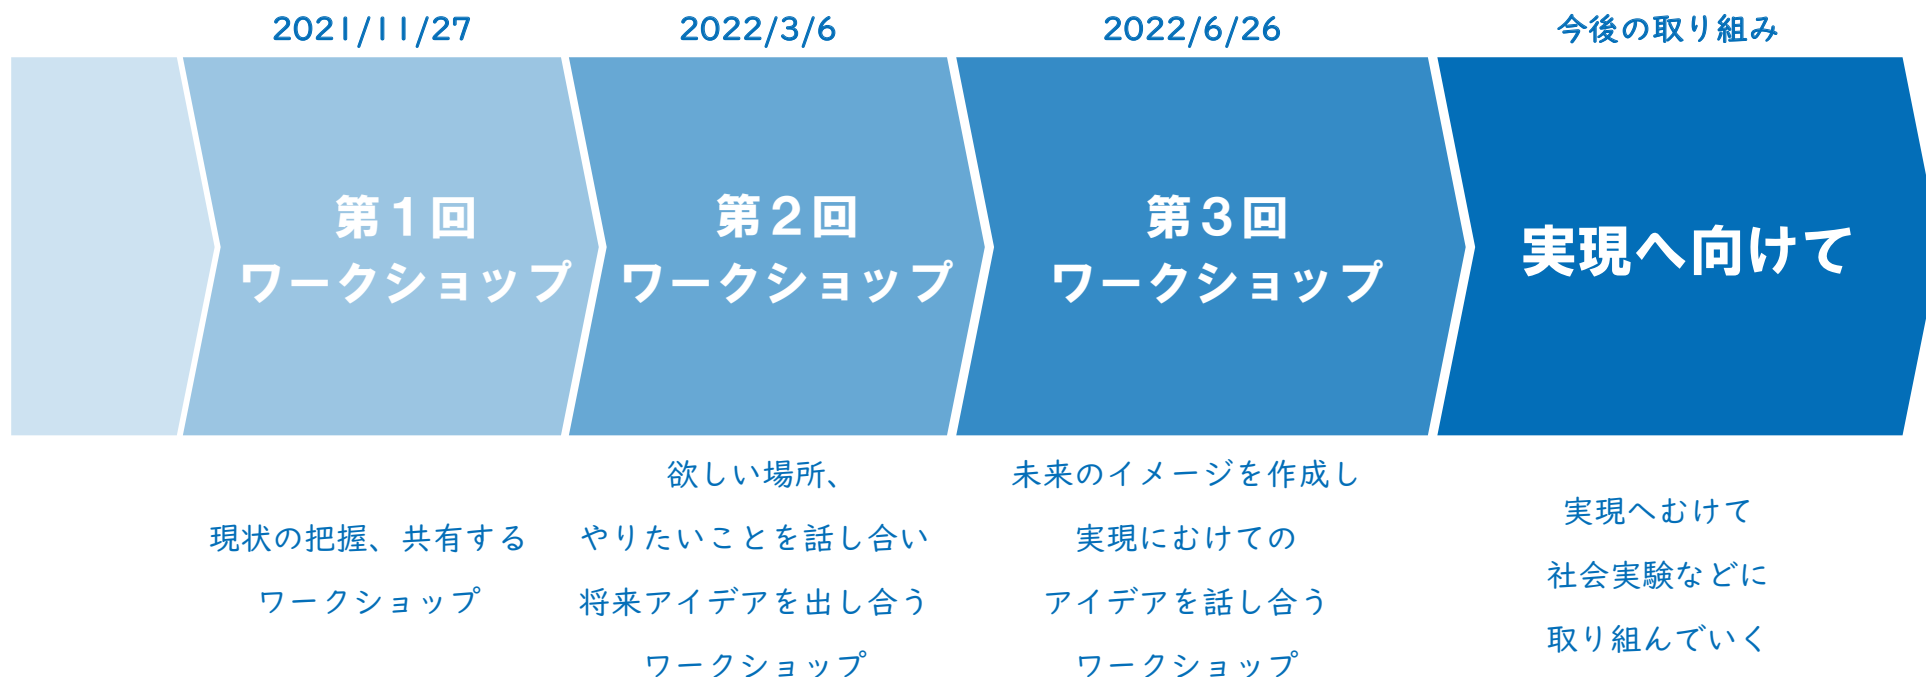 2021/11/27
第1回
ワークショップ
現状の把握、共有する
ワークショップ
2022/3/6
第2回
ワークショップ
欲しい場所、
やりたいことを話し合い
将来アイデアを出し合う
ワークショップ
2022/6/26
第3回
ワークショップ
未来のイメージを作成し
実現にむけての
アイデアを話し合う
ワークショップ
今後の取り組み
実現へ向けて
実現へむけて
社会実験などに
取り組んでいく